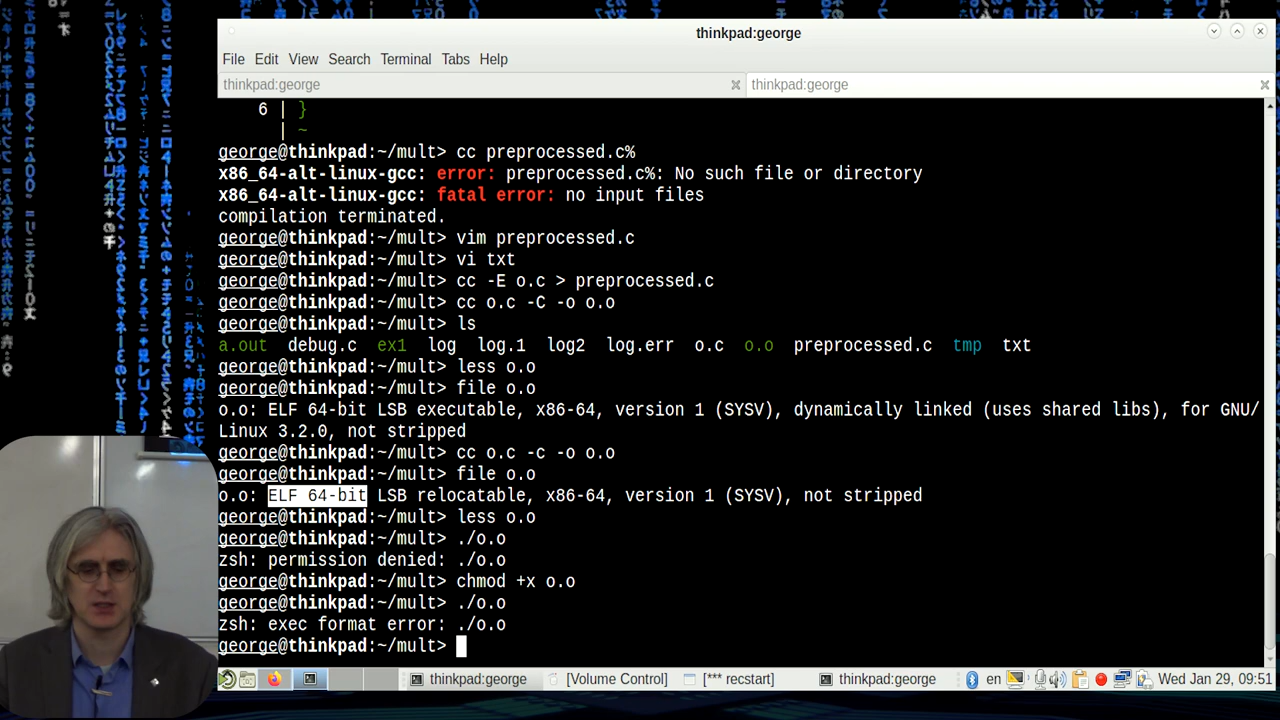 thinkpad:george
File Edit View Search Terminal Tabs Help
thinkpad:george thinkpad:george
6 | }
| ~
george@thinkpad:~/mult> cc preprocessed.c%
x86_64-alt-linux-gcc: error: preprocessed.c%: No such file or directory
x86_64-alt-linux-gcc: fatal error: no input files
compilation terminated.
george@thinkpad:~/mult> vim preprocessed.c
george@thinkpad:~/mult> vi txt
george@thinkpad:~/mult> cc -E o.c > preprocessed.c
george@thinkpad:~/mult> cc o.c -C -o o.o
george@thinkpad:~/mult> ls
a.out debug.c ex1 log log.1 log2 log.err o.c o.o preprocessed.c tmp txt
george@thinkpad:~/mult> less o.o
george@thinkpad:~/mult> file o.o
o.o: ELF 64-bit LSB executable, x86-64, version 1 (SYSV), dynamically linked (uses shared libs), for GNU/
Linux 3.2.0, not stripped
george@thinkpad:~/mult> cc o.c -c -o o.o
george@thinkpad:~/mult> file o.o
o.o: ELF 64-bit LSB relocatable, x86-64, version 1 (SYSV), not stripped
george@thinkpad:~/mult> less o.o
george@thinkpad:~/mult> ./o.o
zsh: permission denied: ./o.o
george@thinkpad:~/mult> chmod +x o.o
george@thinkpad:~/mult> ./o.o
zsh: exec format error: ./o.o
george@thinkpad:~/mult>
thinkpad:george [Volume Control] [*** recstart] thinkpad:george en Wed Jan 29, 09:51